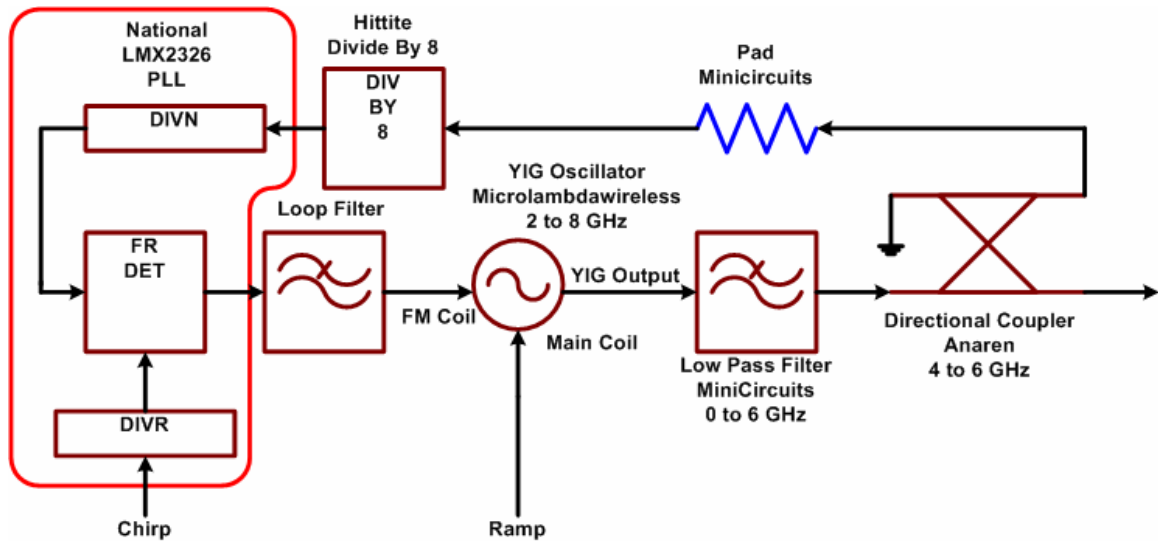 National
LMX2326
PLL
Hittite
Divide By 8
Pad
Minicircuits
DIVN
DIV
BY
8
YIG Oscillator
Microlambdawireless
2 to 8 GHz
Loop Filter
FR
DET
YIG Output
FM Coil
Main Coil
Directional Coupler
Anaren
4 to 6 GHz
Low Pass Filter
MiniCircuits
0 to 6 GHz
DIVR
Chirp
Ramp